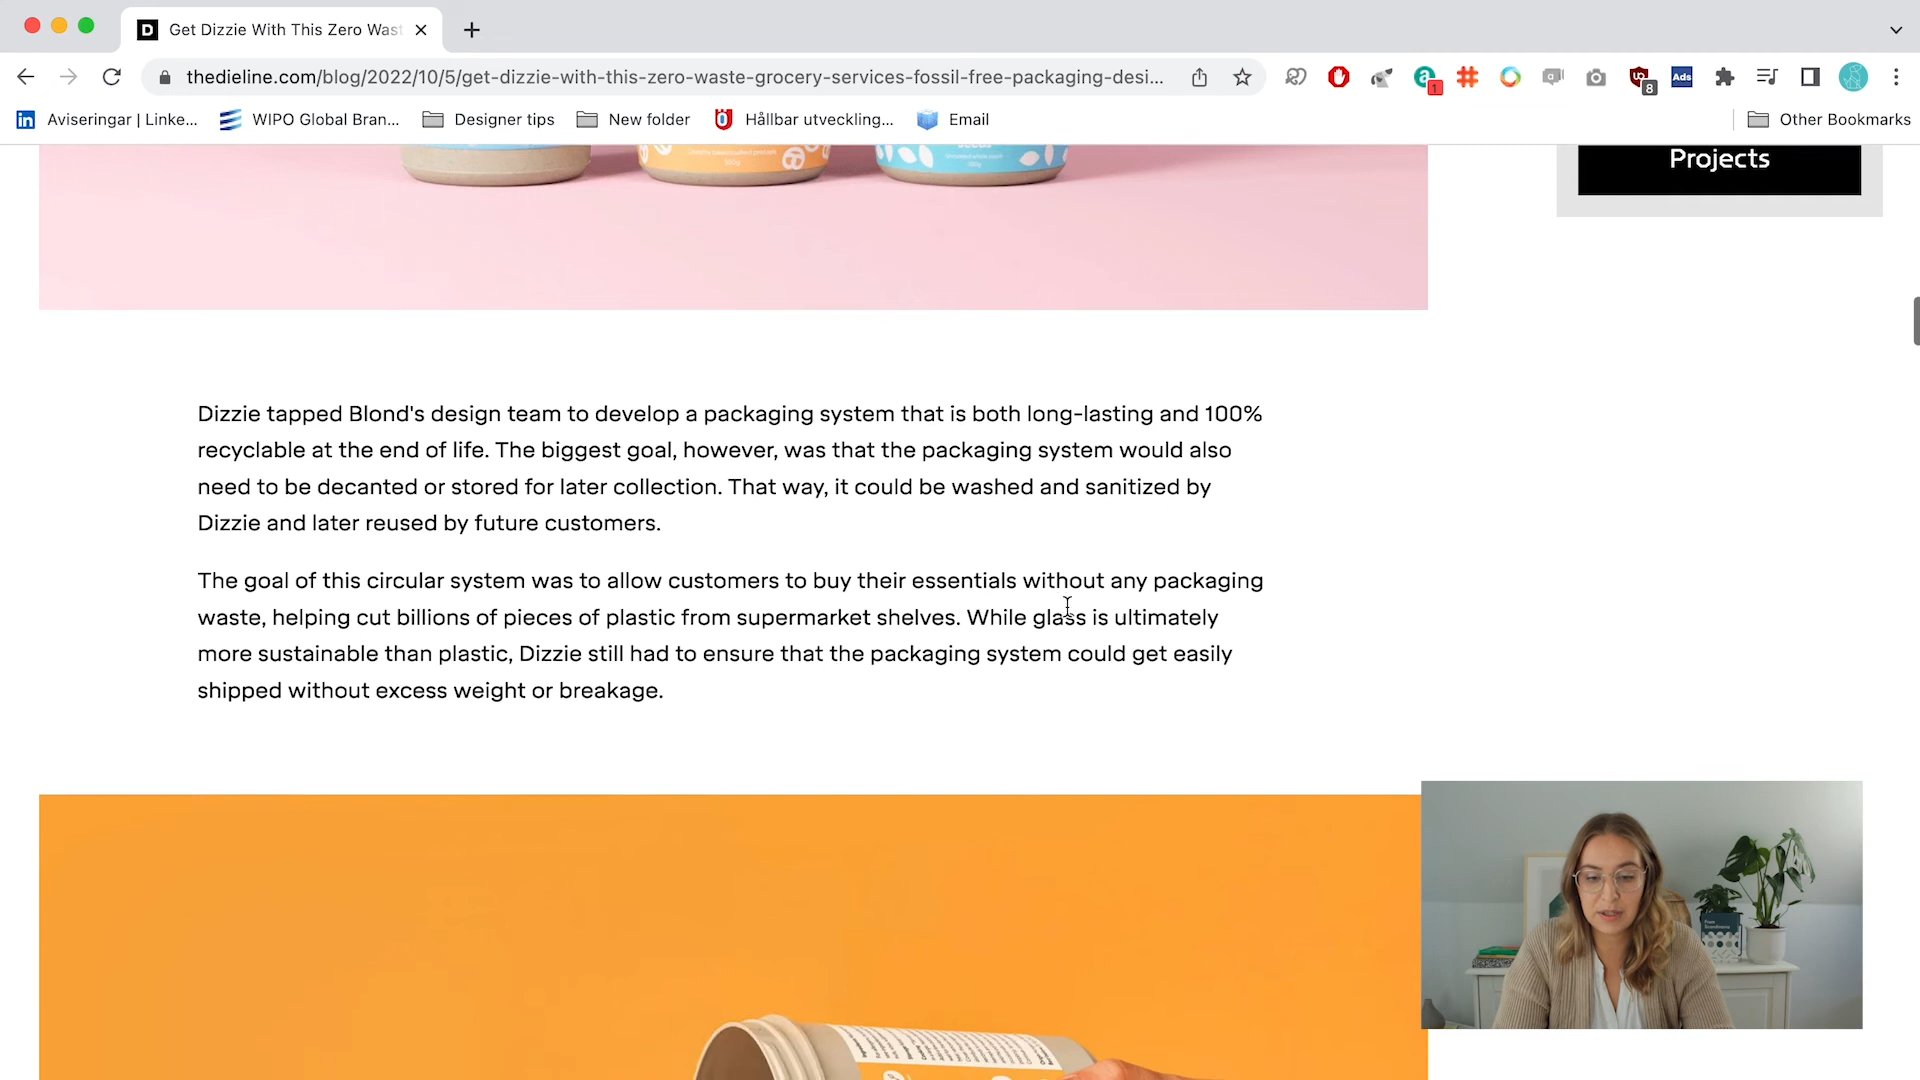 Get Dizzie With This Zero Wast
thedieline.com/blog/2022/10/5/get-dizzie-with-this-zero-waste-grocery-services-fossil-free-packaging-desi...
1
8
Ads
Aviseringar | Linke...
WIPO Global Bran...
Designer tips
New folder
Hållbar utveckling...
Email
Other Bookmarks
Projects
Dizzie tapped Blond's design team to develop a packaging system that is both long-lasting and 100%
recyclable at the end of life. The biggest goal, however, was that the packaging system would also
need to be decanted or stored for later collection. That way, it could be washed and sanitized by
Dizzie and later reused by future customers.
The goal of this circular system was to allow customers to buy their essentials without any packaging
waste, helping cut billions of pieces of plastic from supermarket shelves. While glass is ultimately
more sustainable than plastic, Dizzie still had to ensure that the packaging system could get easily
shipped without excess weight or breakage.